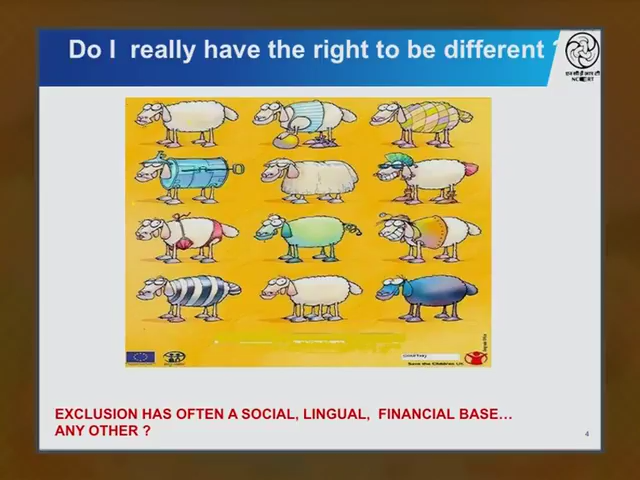 Do I really have the right to be different ?
NCERT
Save the Children UK
EXCLUSION HAS OFTEN A SOCIAL, LINGUAL, FINANCIAL BASE…
ANY OTHER ?
4